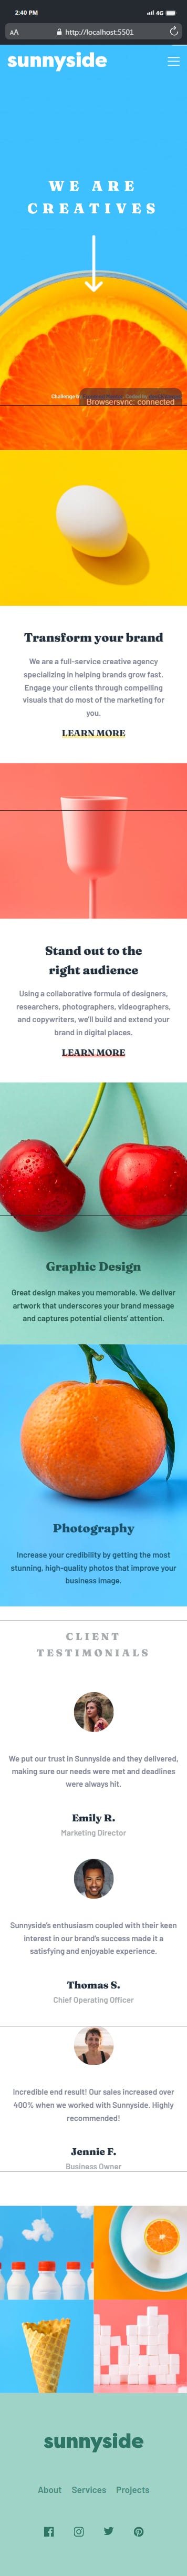 2:40 PM
4G
AA
http://localhost:5501
sunnyside
WE ARE
CREATIVES
Challenge by
Coded by
Browsersync: connected
Transform your brand
We are a full-service creative agency
specializing in helping brands grow fast.
Engage your clients through compelling
visuals that do most of the marketing for
you.
LEARN MORE
Stand out to the
right audience
Using a collaborative formula of designers,
researchers, photographers, videographers,
and copywriters, we'll build and extend your
brand in digital places.
LEARN MORE
Graphic Design
Great design makes you memorable. We deliver
artwork that underscores your brand message
and captures potential clients' attention.
Photography
Increase your credibility by getting the most
stunning, high-quality photos that improve your
business image.
CLIENT
TESTIMONIALS
We put our trust in Sunnyside and they delivered,
making sure our needs were met and deadlines
were always hit.
Emily R.
Marketing Director
Sunnyside's enthusiasm coupled with their keen
interest in our brand's success made it a
satisfying and enjoyable experience.
Thomas S.
Chief Operating Officer
Incredible end result! Our sales increased over
400% when we worked with Sunnyside. Highly
recommended!
Jennie F.
Business Owner
sunnyside
About Services Projects